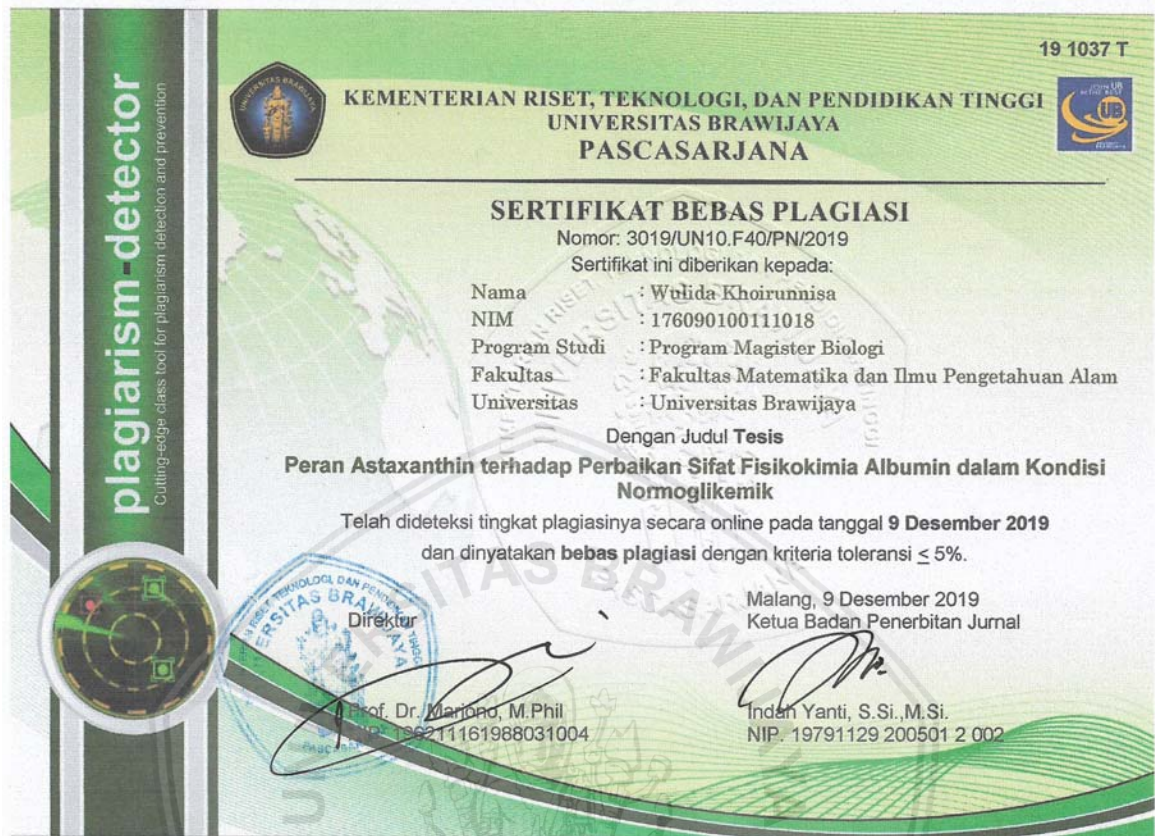 19 1037 T
KEMENTERIAN RISET, TEKNOLOGI, DAN PENDIDIKAN TINGGI
UNIVERSITAS BRAWIJAYA
PASCASARJANA
SERTIFIKAT BEBAS PLAGIASI
Nomor: 3019/UN10.F40/PN/2019
Sertifikat ini diberikan kepada:
Nama : Wulida Khoirunnisa
NIM : 176090100111018
Program Studi : Program Magister Biologi
Fakultas : Fakultas Matematika dan Ilmu Pengetahuan Alam
Universitas : Universitas Brawijaya
Dengan Judul Tesis
Peran Astaxanthin terhadap Perbaikan Sifat Fisikokimia Albumin dalam Kondisi
Normoglikemik
Telah dideteksi tingkat plagiasinya secara online pada tanggal 9 Desember 2019
dan dinyatakan bebas plagiasi dengan kriteria toleransi ≤ 5%.
Malang, 9 Desember 2019
Direktur
Ketua Badan Penerbitan Jurnal
Prof. Dr. Marjono, M.Phil
Indah Yanti, S.Si.,M.Si.
NIP. 19791129 200501 2 002
plagiarism-detector
Cutting-edge class tool for plagiarism detection and prevention
UNIVERSITAS BRAWIJAYA
UB